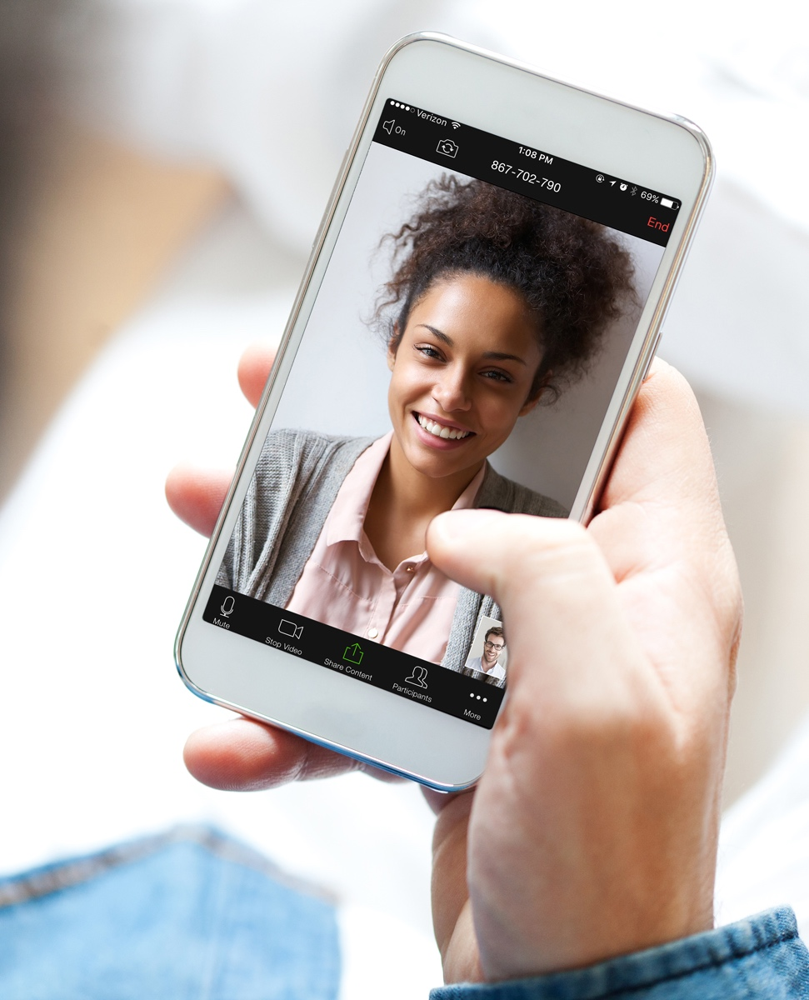 Verizon
1:08 PM
69%
On
867-702-790
End
Mute
Stop Video
Share Content
Participants
More